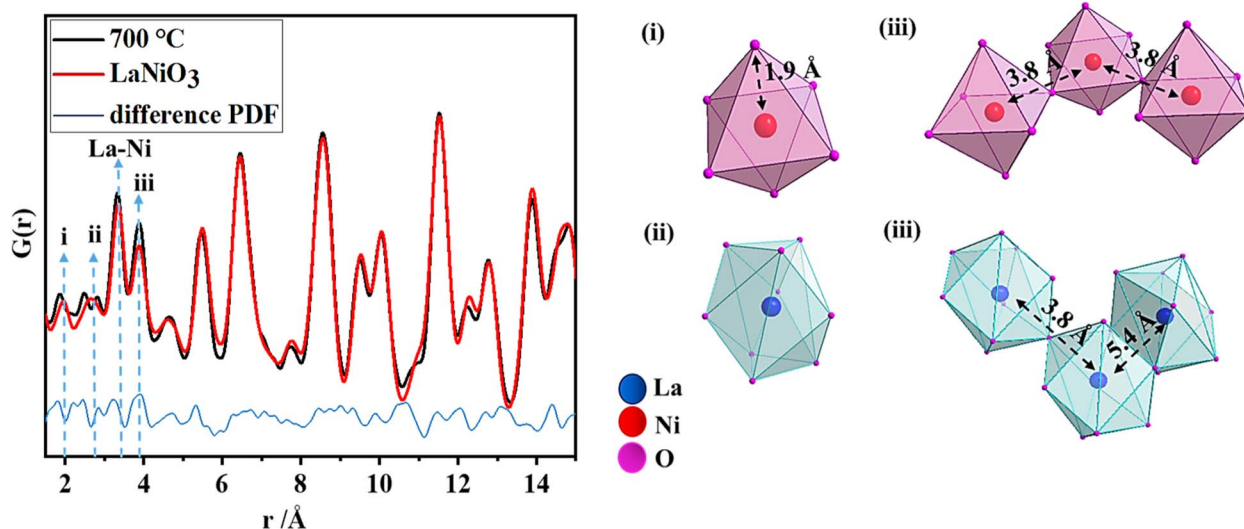 700 °C
LaNiO₃
difference PDF
La-Ni
i
ii
iii
G(r)
2 4 6 8 10 12 14
r /Å
(i)
1.9 Å
(iii)
3.8 Å
3.8 Å
(ii)
(iii)
3.8 Å
5.4 Å
La
Ni
O